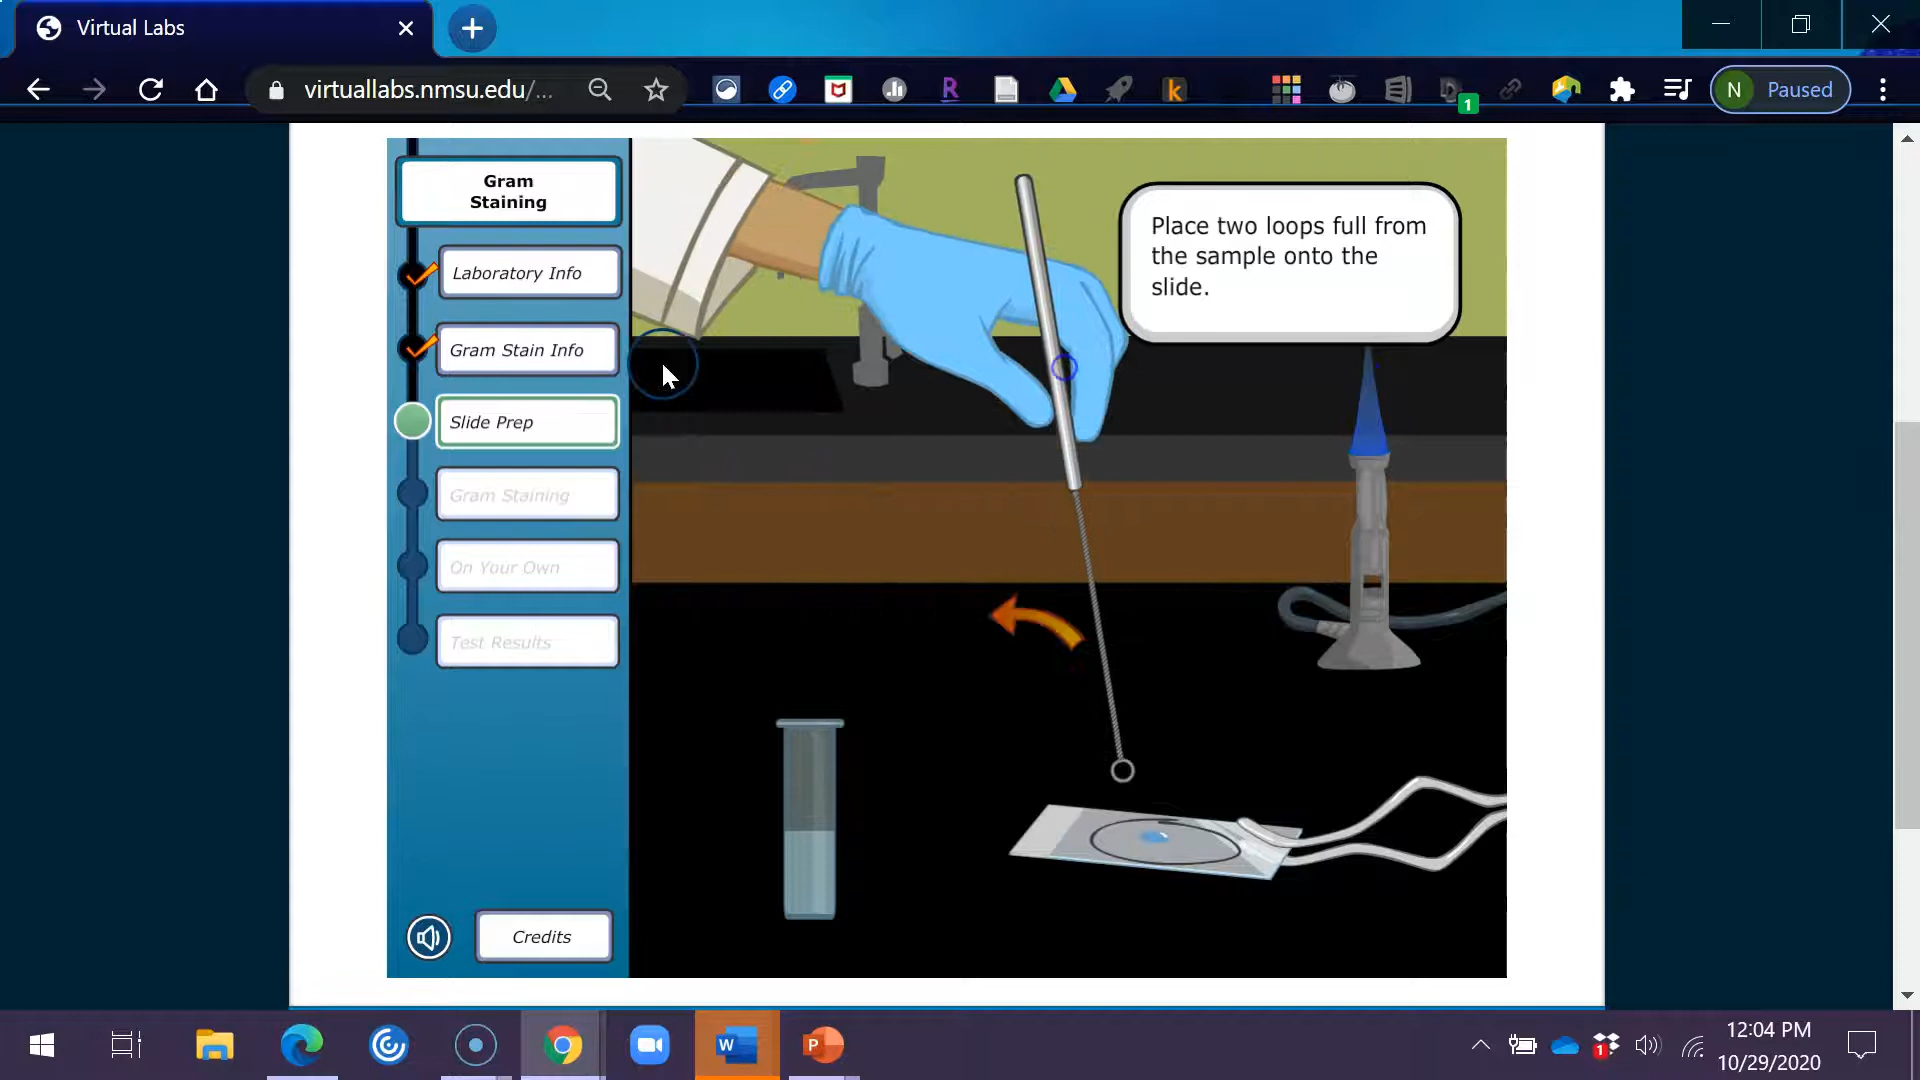 Virtual Labs
virtuallabs.nmsu.edu/...
R
k
1
N Paused
Gram
Staining
Laboratory Info
Gram Stain Info
Slide Prep
Gram Staining
On Your Own
Test Results
Credits
Place two loops full from
the sample onto the
slide.
W
P
1
12:04 PM
10/29/2020